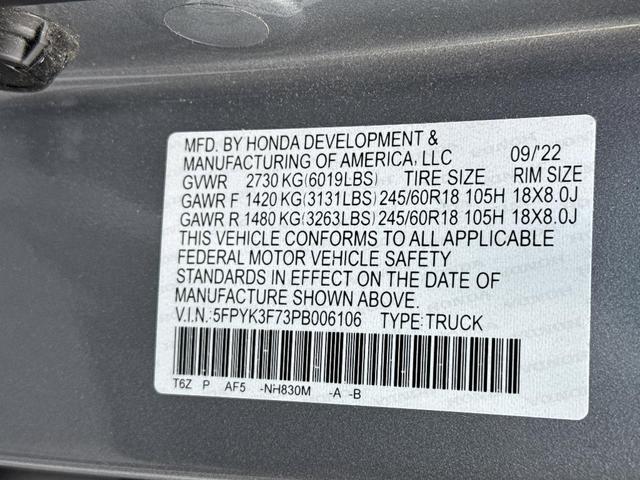 MFD. BY HONDA DEVELOPMENT &
MANUFACTURING OF AMERICA, LLC 09/'22
GVWR 2730 KG(6019LBS) TIRE SIZE RIM SIZE
GAWR F 1420 KG(3131LBS) 245/60R18 105H 18X8.0J
GAWR R 1480 KG(3263LBS) 245/60R18 105H 18X8.0J
THIS VEHICLE CONFORMS TO ALL APPLICABLE
FEDERAL MOTOR VEHICLE SAFETY
STANDARDS IN EFFECT ON THE DATE OF
MANUFACTURE SHOWN ABOVE.
V.I.N.: 5FPYK3F73PB006106 TYPE: TRUCK
T6Z P AF5 -NH830M -A -B